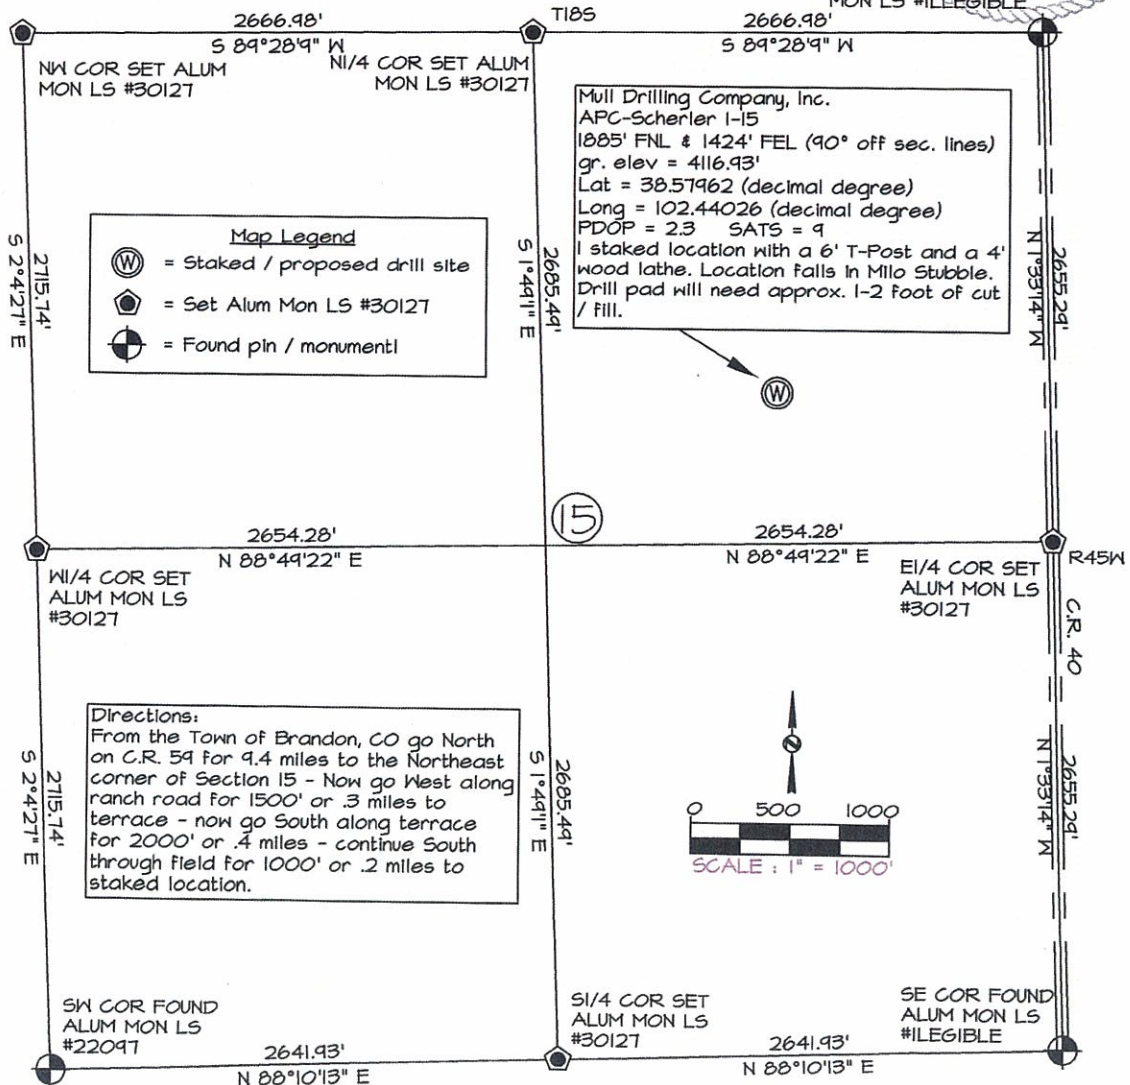 MON LS #ILLEGIBLE
2666.98'
T18S
2666.98'
S 89°28'9" W
S 89°28'9" W
NW COR SET ALUM
MON LS #30127
N1/4 COR SET ALUM
MON LS #30127
Mull Drilling Company, Inc.
APC-Scherler 1-15
1885' FNL & 1424' FEL (90° off sec. lines)
gr. elev = 4116.93'
Lat = 38.57962 (decimal degree)
Long = 102.44026 (decimal degree)
PDOP = 2.3 SATS = 9
I staked location with a 6' T-Post and a 4'
wood lathe. Location falls in Milo Stubble.
Drill pad will need approx. 1-2 foot of cut
/ fill.
Map Legend
W = Staked / proposed drill site
= Set Alum Mon LS #30127
= Found pin / monument
S 2°4'27" E
2715.74'
S 1°49'1" E
2685.49'
N 1°33'14" W
2655.29'
W
15
2654.28'
N 88°49'22" E
2654.28'
N 88°49'22" E
W1/4 COR SET
ALUM MON LS
#30127
E1/4 COR SET
ALUM MON LS
#30127
R45W
C.R. 40
Directions:
From the Town of Brandon, CO go North
on C.R. 59 for 9.4 miles to the Northeast
corner of Section 15 - Now go West along
ranch road for 1500' or .3 miles to
terrace - now go South along terrace
for 2000' or .4 miles - continue South
through field for 1000' or .2 miles to
staked location.
S 2°4'27" E
2715.74'
S 1°49'1" E
2685.49'
N 1°33'14" W
2655.29'
N
0 500 1000
SCALE : 1" = 1000'
SW COR FOUND
ALUM MON LS
#22097
S1/4 COR SET
ALUM MON LS
#30127
SE COR FOUND
ALUM MON LS
#ILEGIBLE
2641.93'
N 88°10'13" E
2641.93'
N 88°10'13" E